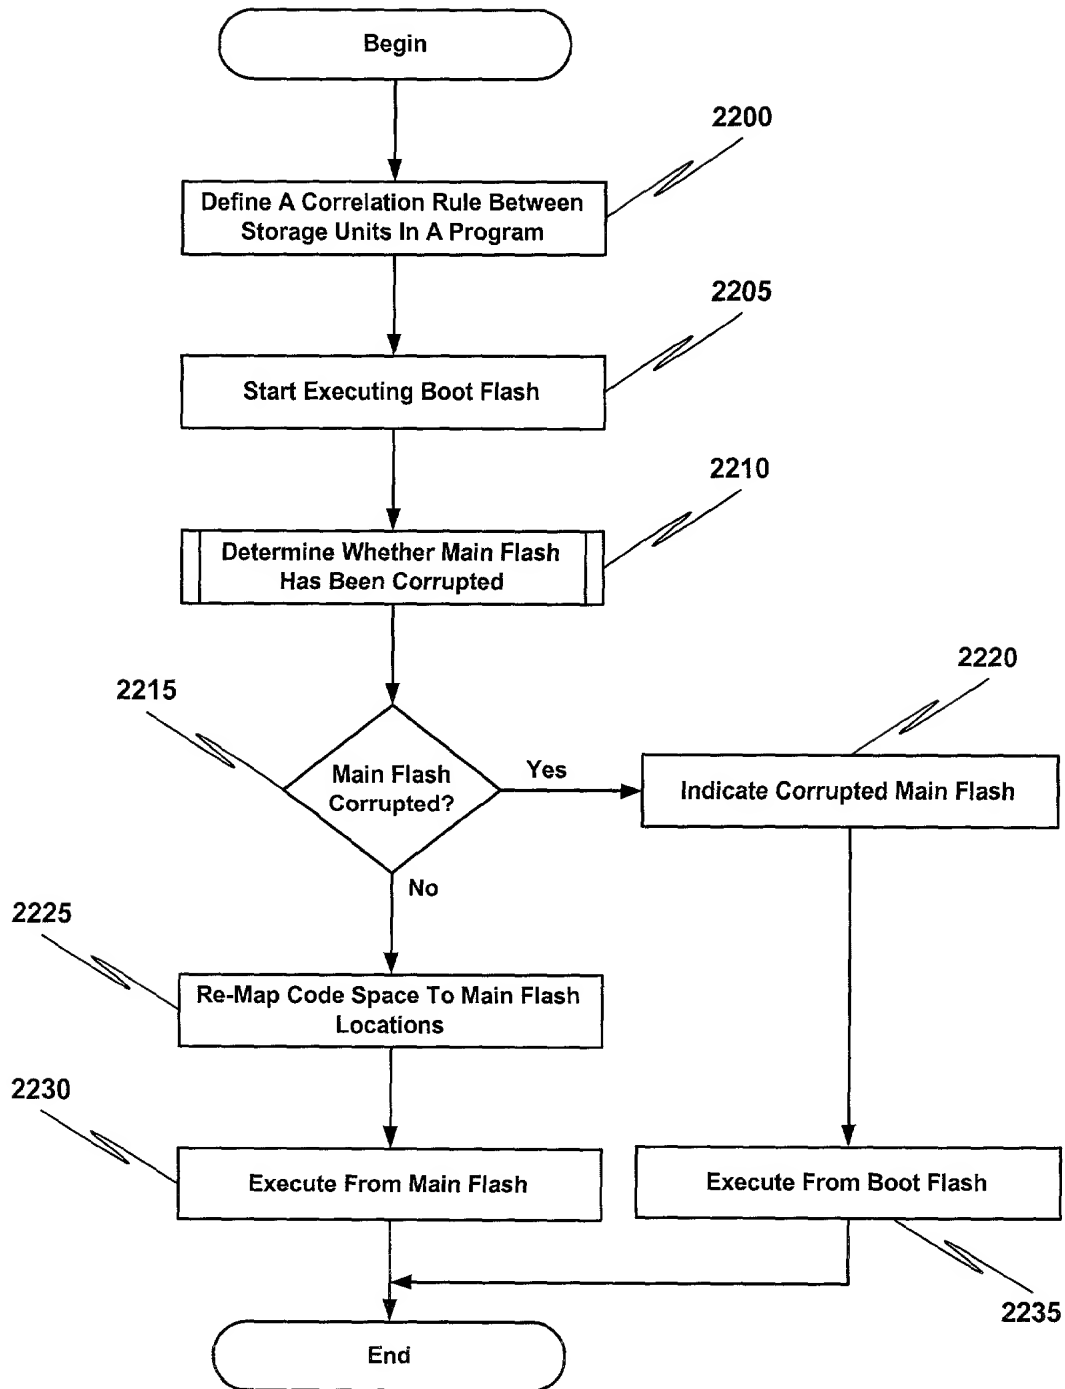 Begin
2200
Define A Correlation Rule Between
Storage Units In A Program
2205
Start Executing Boot Flash
2210
Determine Whether Main Flash
Has Been Corrupted
2215
Main Flash
Corrupted?
Yes
2220
Indicate Corrupted Main Flash
No
2225
Re-Map Code Space To Main Flash
Locations
2230
Execute From Main Flash
Execute From Boot Flash
2235
End